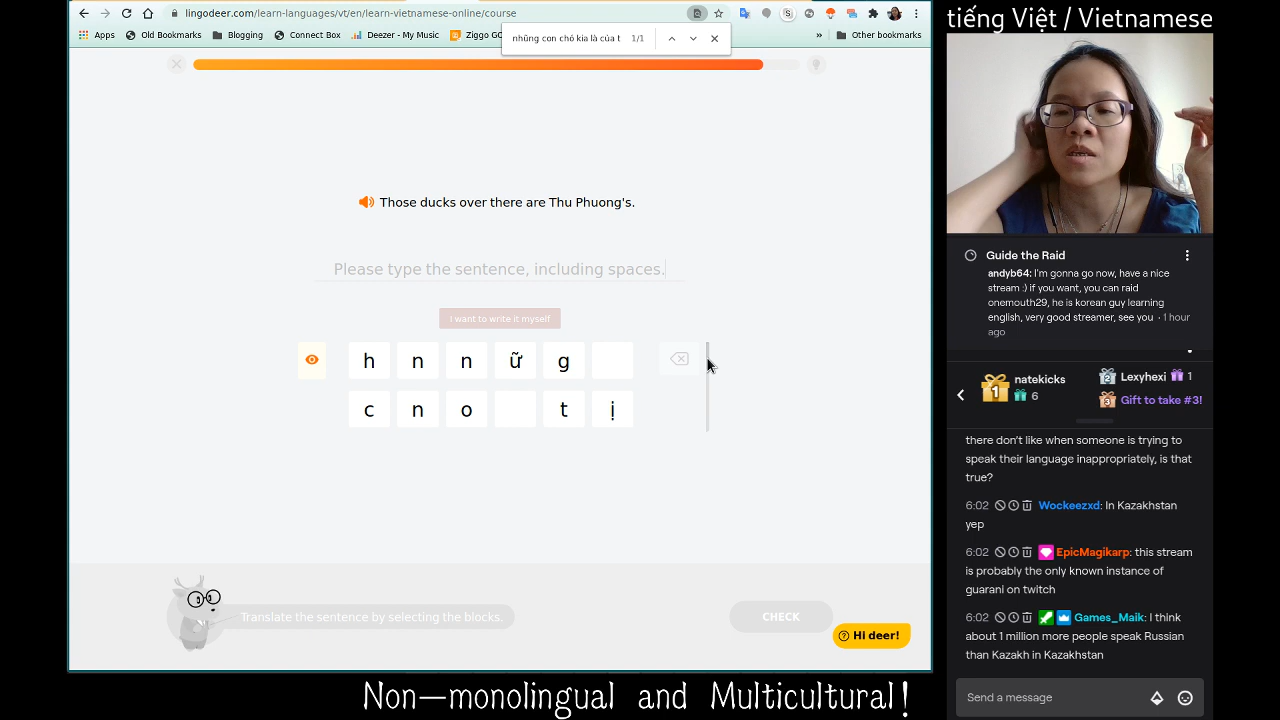 lingodeer.com/learn-languages/vt/en/learn-vietnamese-online/course
Apps
Old Bookmarks
Blogging
Connect Box
Deezer - My Music
Ziggo GO
những con chó kia là của t
1/1
»
Other bookmarks
Those ducks over there are Thu Phuong's.
Please type the sentence, including spaces.
I want to write it myself
h n n ữ g
c n o t ị
Translate the sentence by selecting the blocks.
CHECK
Hi deer!
Non-monolingual and Multicultural!
tiếng Việt / Vietnamese
Guide the Raid
andyb64: I'm gonna go now, have a nice
stream :) if you want, you can raid
onemouth29, he is korean guy learning
english, very good streamer, see you · 1 hour
ago
1 natekicks
6
2 Lexyhexi 1
3 Gift to take #3!
there don't like when someone is trying to
speak their language inappropriately, is that
true?
6:02 Wockeezxd: In Kazakhstan
yep
6:02 EpicMagikarp: this stream
is probably the only known instance of
guarani on twitch
6:02 Games_Maik: I think
about 1 million more people speak Russian
than Kazakh in Kazakhstan
Send a message